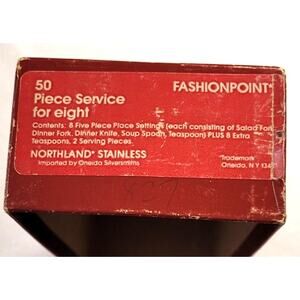 50
Piece Service
for eight
FASHIONPOINT*
Contents: 8 Five Piece Place Settings (each consisting of Salad Fork,
Dinner Fork, Dinner Knife, Soup Spoon, Teaspoon) PLUS 8 Extra
Teaspoons, 2 Serving Pieces.
NORTHLAND* STAINLESS
Imported by Oneida Silversmiths
*Trademark
Oneida, N.Y.